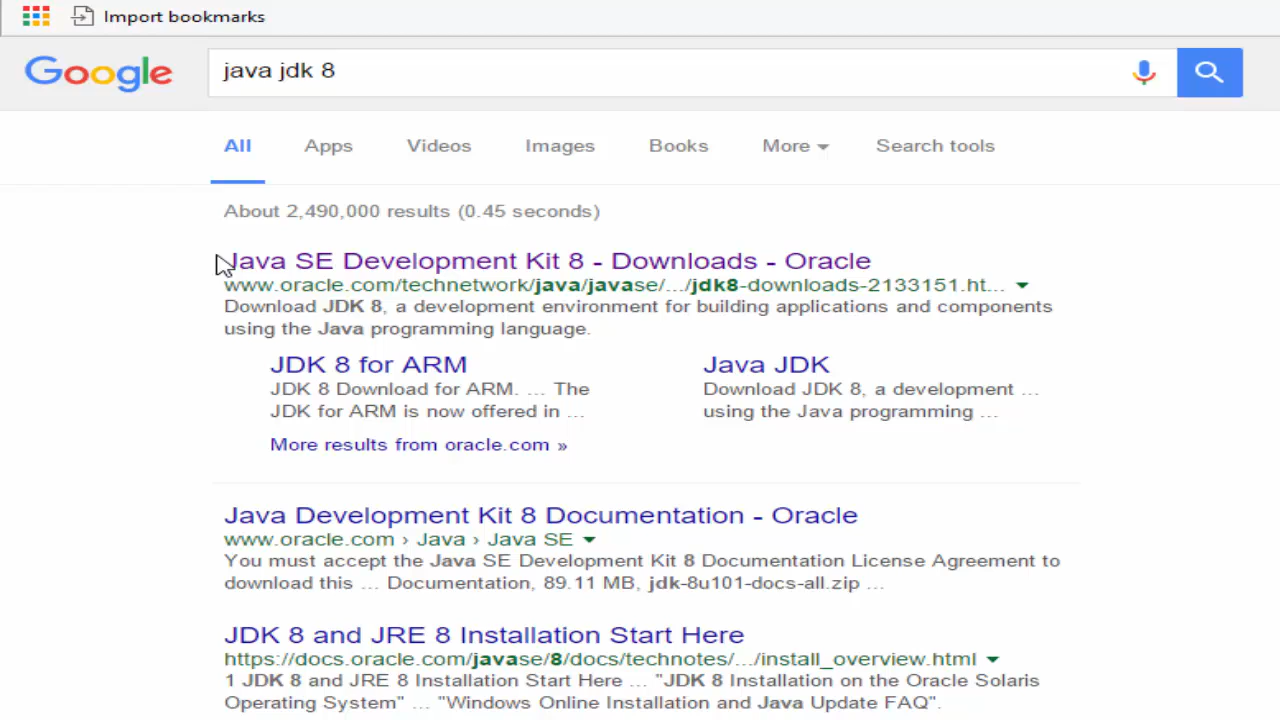 Import bookmarks
Google
java jdk 8
All Apps Videos Images Books More Search tools
About 2,490,000 results (0.45 seconds)
Java SE Development Kit 8 - Downloads - Oracle
www.oracle.com/technetwork/java/javase/.../jdk8-downloads-2133151.ht...
Download JDK 8, a development environment for building applications and components
using the Java programming language.
JDK 8 for ARM
JDK 8 Download for ARM. ... The
JDK for ARM is now offered in ...
Java JDK
Download JDK 8, a development ...
using the Java programming ...
More results from oracle.com »
Java Development Kit 8 Documentation - Oracle
www.oracle.com › Java › Java SE
You must accept the Java SE Development Kit 8 Documentation License Agreement to
download this ... Documentation, 89.11 MB, jdk-8u101-docs-all.zip ...
JDK 8 and JRE 8 Installation Start Here
https://docs.oracle.com/javase/8/docs/technotes/.../install_overview.html
1 JDK 8 and JRE 8 Installation Start Here ... "JDK 8 Installation on the Oracle Solaris
Operating System" ... "Windows Online Installation and Java Update FAQ".